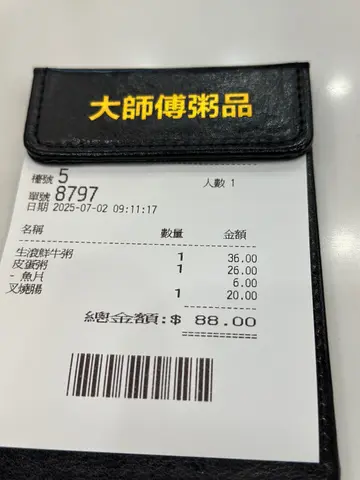 大師傅粥品
檯號 5 人數 1
單號 8797
日期 2025-07-02 09:11:17
名稱 數量 金額
生滾鮮牛粥 1 36.00
皮蛋粥 1 26.00
- 魚片 6.00
叉燒腸 1 20.00
總金額:$ 88.00